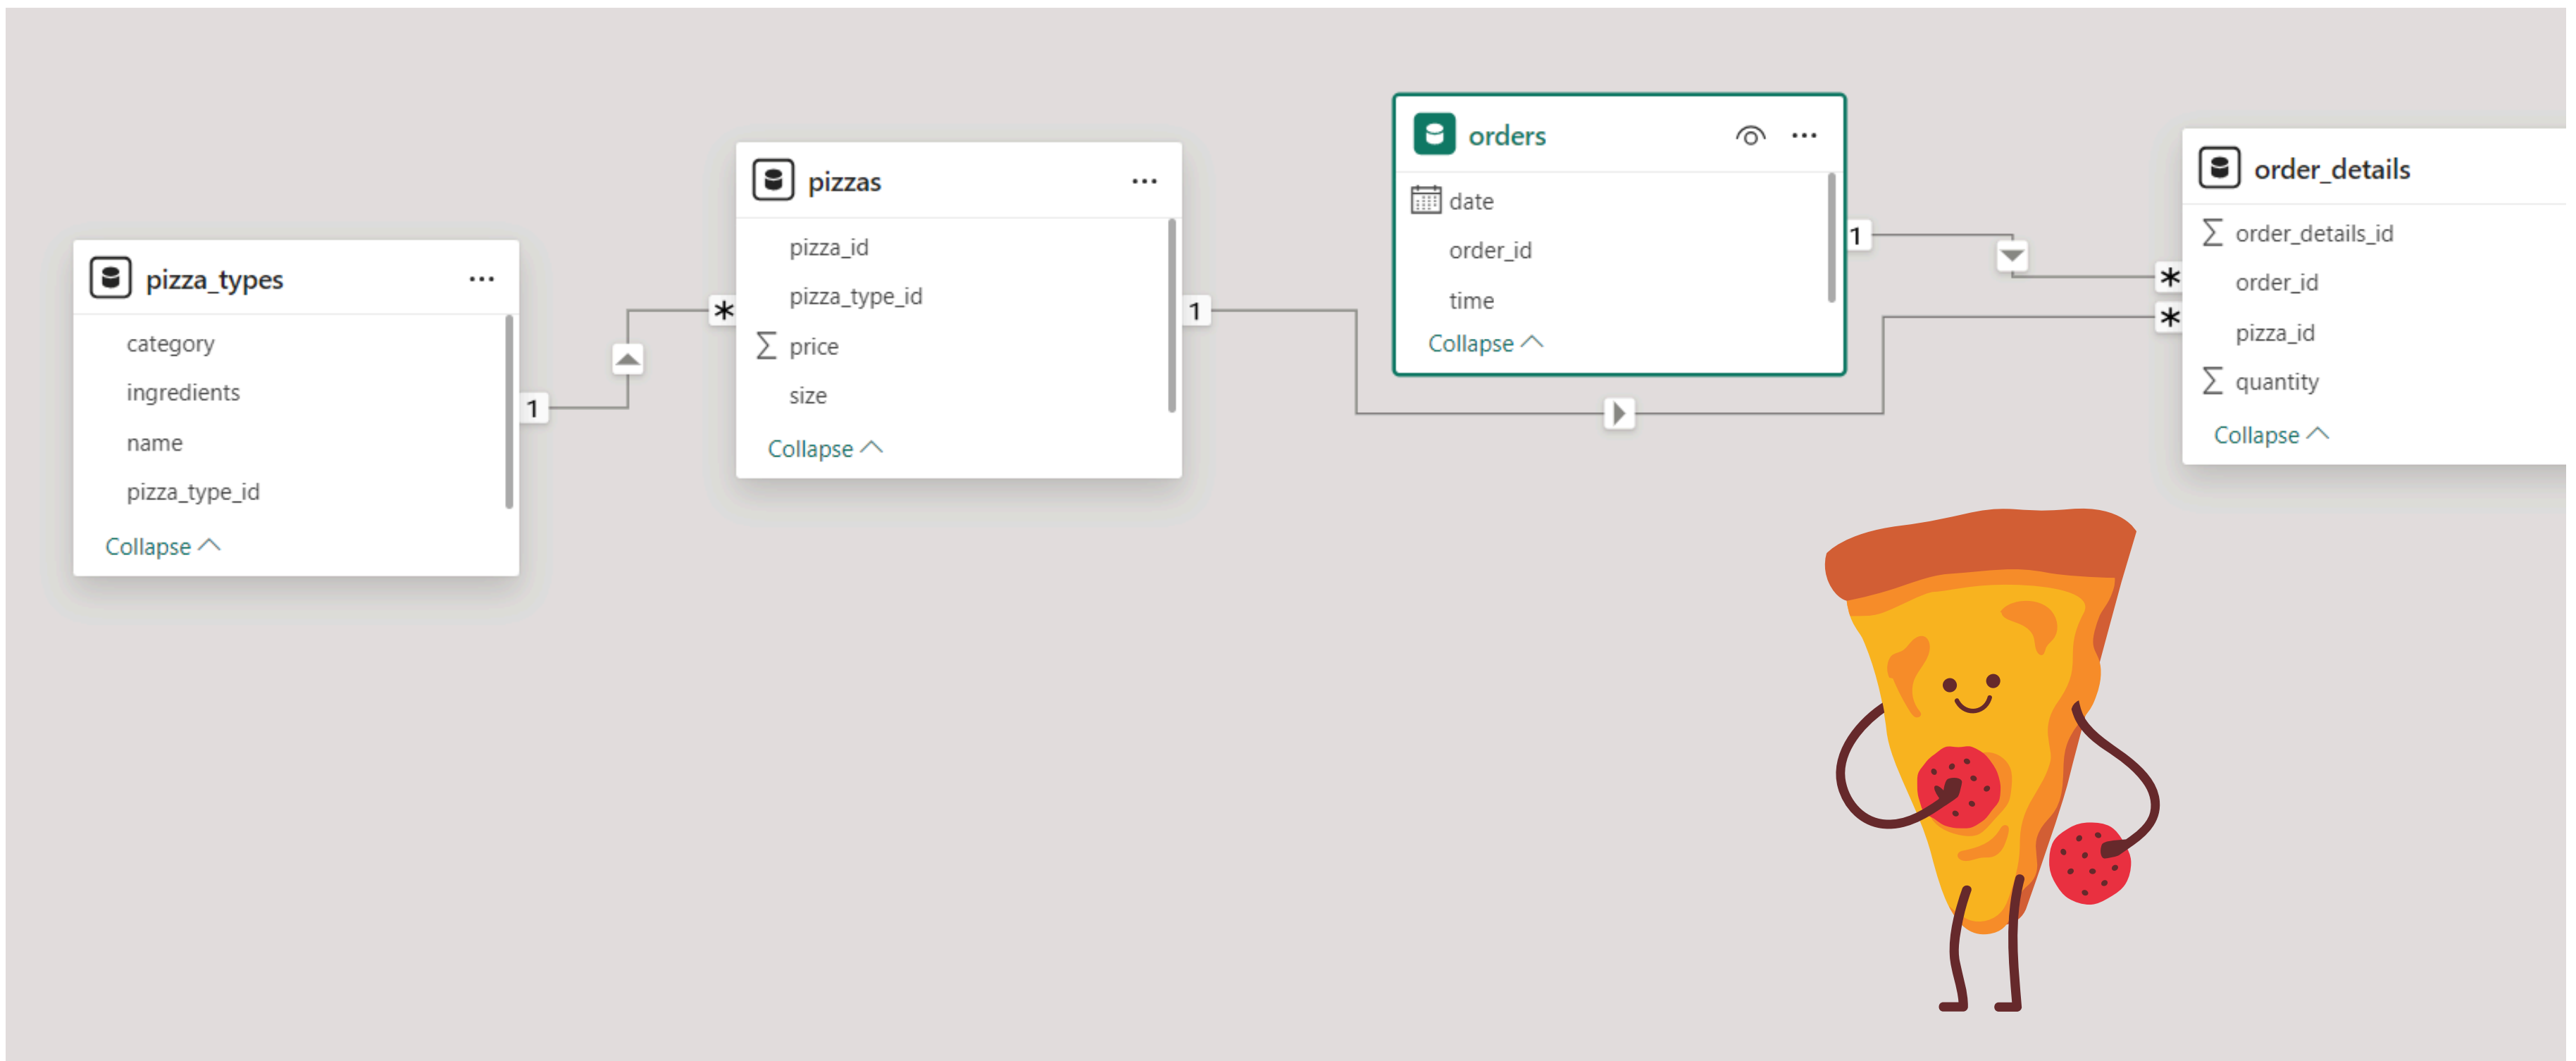 pizza_types
category
ingredients
name
pizza_type_id
Collapse
1
*
pizzas
pizza_id
pizza_type_id
Σ price
size
Collapse
1
orders
date
order_id
time
Collapse
1
*
*
order_details
Σ order_details_id
order_id
pizza_id
Σ quantity
Collapse